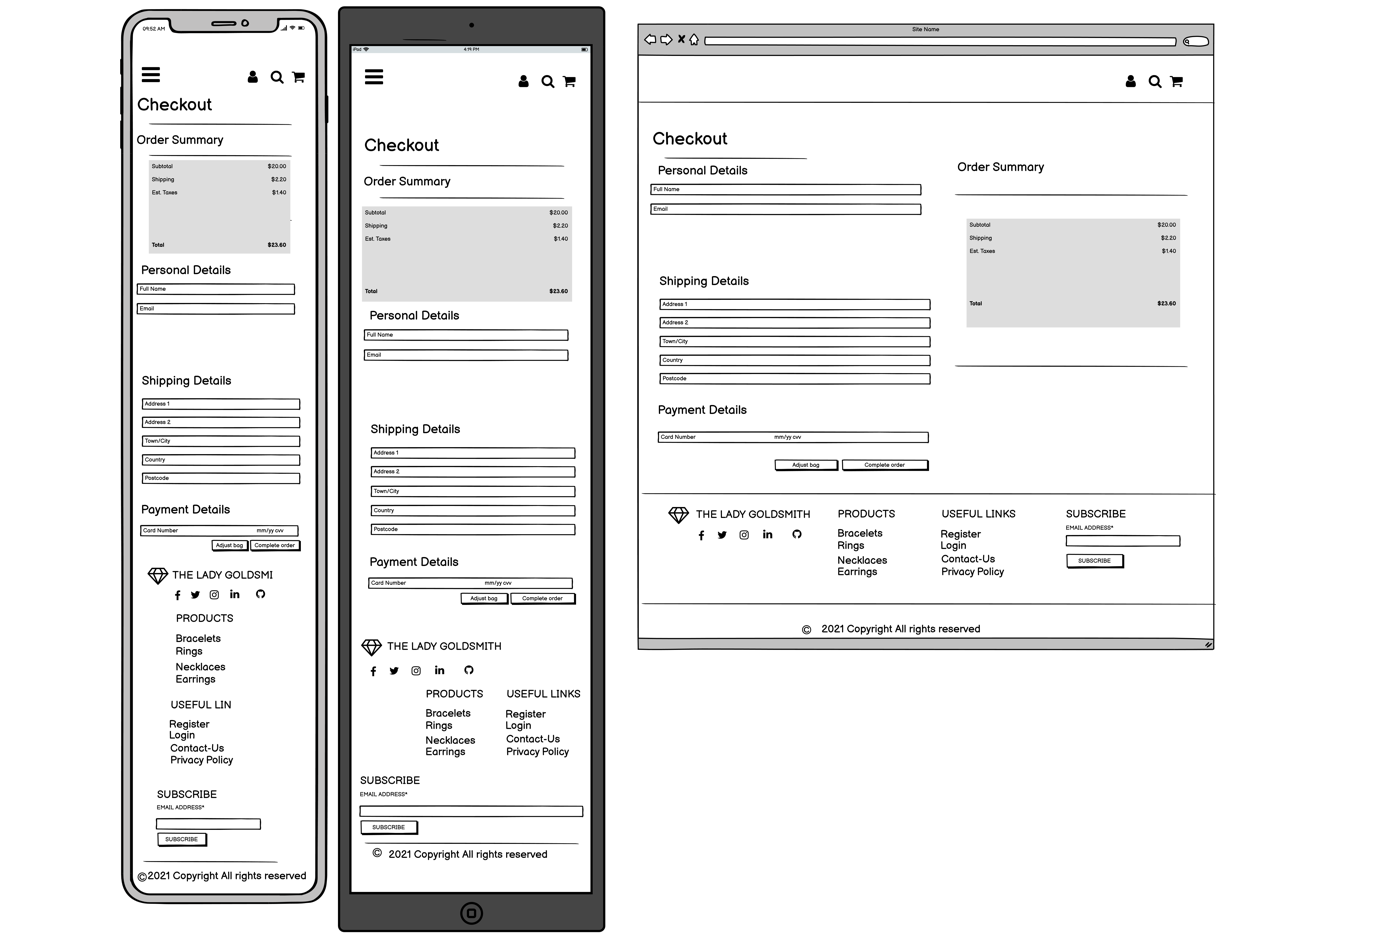 09:52 AM
Checkout
Order Summary
Subtotal $20.00
Shipping $2.20
Est. Taxes $1.40
Total $23.60
Personal Details
Full Name
Email
Shipping Details
Address 1
Address 2
Town/City
Country
Postcode
Payment Details
Card Number mm/yy cvv
Adjust bag Complete order
THE LADY GOLDSMI
PRODUCTS
Bracelets
Rings
Necklaces
Earrings
USEFUL LIN
Register
Login
Contact-Us
Privacy Policy
SUBSCRIBE
EMAIL ADDRESS*
SUBSCRIBE
© 2021 Copyright All rights reserved
iPad 4:19 PM
Checkout
Order Summary
Subtotal $20.00
Shipping $2.20
Est. Taxes $1.40
Total $23.60
Personal Details
Full Name
Email
Shipping Details
Address 1
Address 2
Town/City
Country
Postcode
Payment Details
Card Number mm/yy cvv
Adjust bag Complete order
THE LADY GOLDSMITH
PRODUCTS
Bracelets
Rings
Necklaces
Earrings
USEFUL LINKS
Register
Login
Contact-Us
Privacy Policy
SUBSCRIBE
EMAIL ADDRESS*
SUBSCRIBE
© 2021 Copyright All rights reserved
Site Name
Checkout
Personal Details
Full Name
Email
Shipping Details
Address 1
Address 2
Town/City
Country
Postcode
Payment Details
Card Number mm/yy cvv
Adjust bag Complete order
Order Summary
Subtotal $20.00
Shipping $2.20
Est. Taxes $1.40
Total $23.60
THE LADY GOLDSMITH
PRODUCTS
Bracelets
Rings
Necklaces
Earrings
USEFUL LINKS
Register
Login
Contact-Us
Privacy Policy
SUBSCRIBE
EMAIL ADDRESS*
SUBSCRIBE
© 2021 Copyright All rights reserved